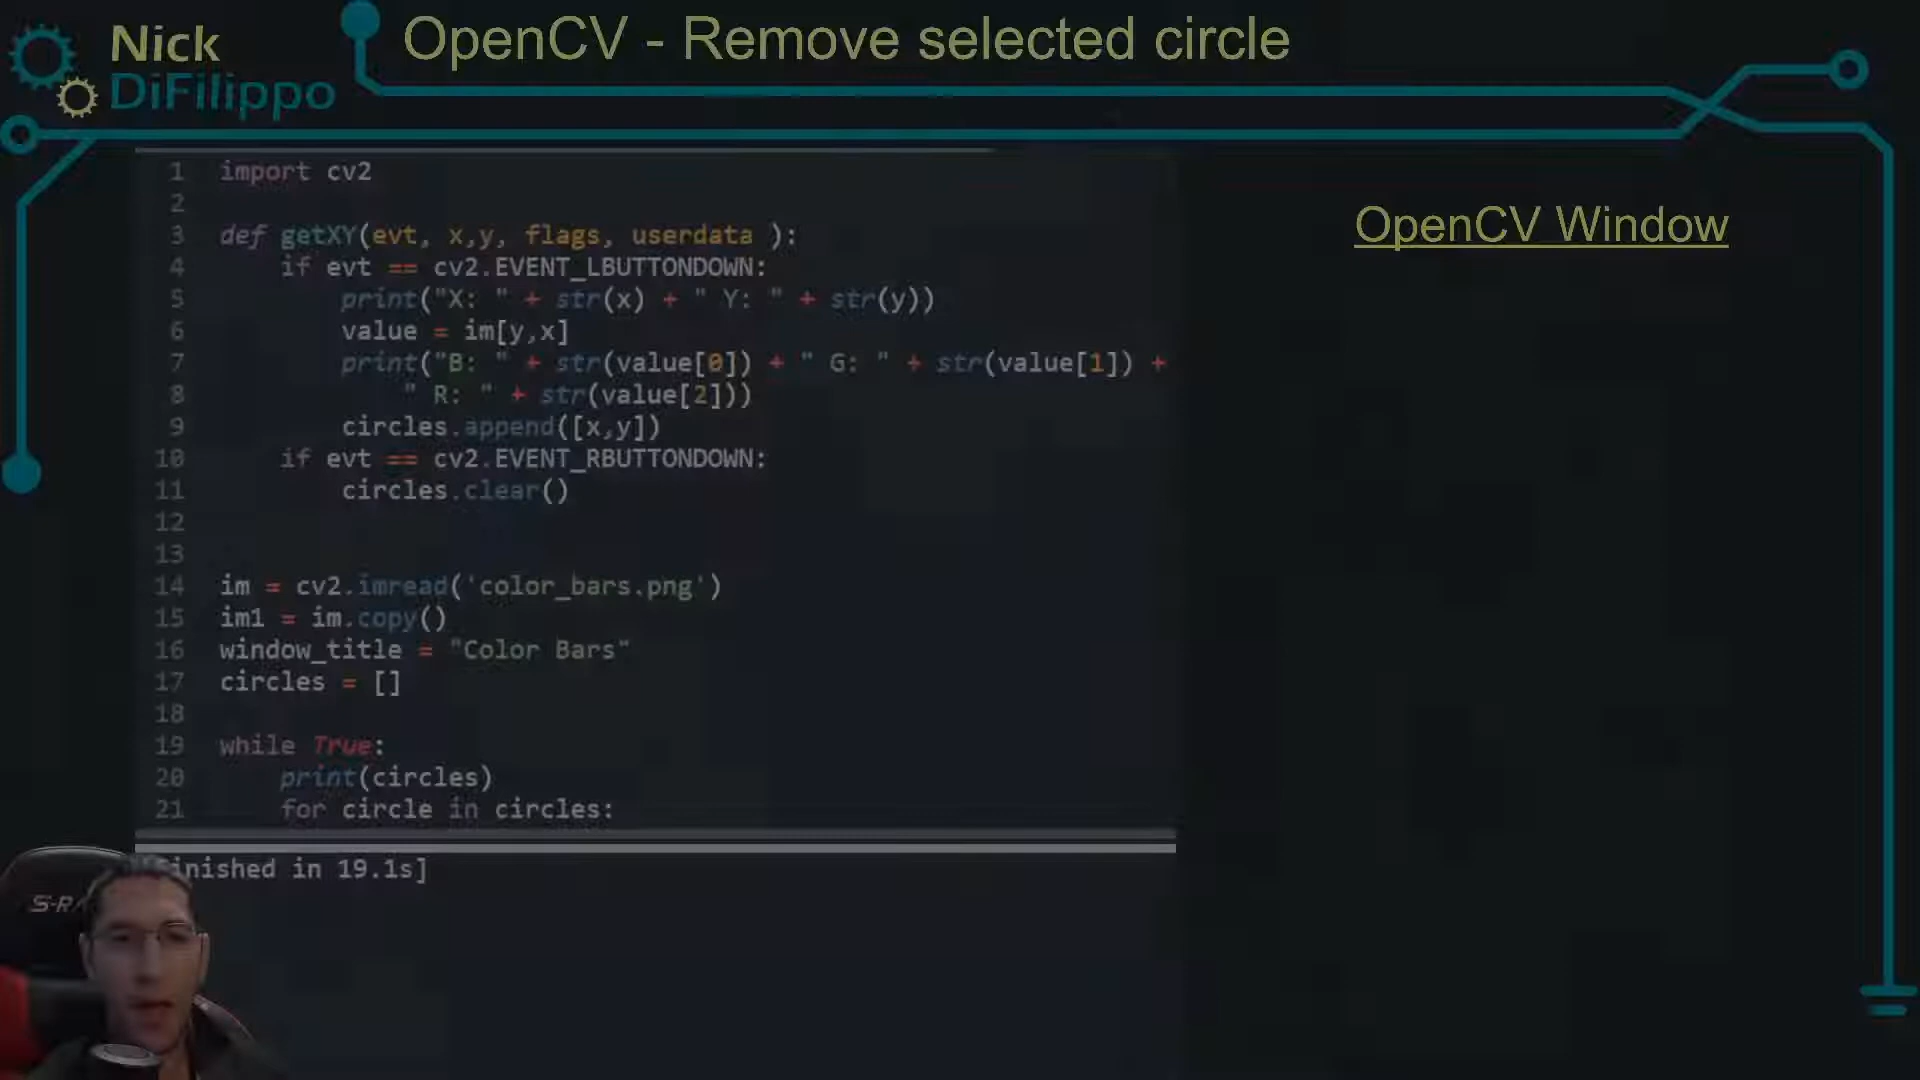 Nick
DiFilippo
OpenCV - Remove selected circle
OpenCV Window
1 import cv2
2
3 def getXY(evt, x,y, flags, userdata ):
4 if evt == cv2.EVENT_LBUTTONDOWN:
5 print("X: " + str(x) + " Y: " + str(y))
6 value = im[y,x]
7 print("B: " + str(value[0]) + " G: " + str(value[1]) +
8 " R: " + str(value[2]))
9 circles.append([x,y])
10 if evt == cv2.EVENT_RBUTTONDOWN:
11 circles.clear()
12
13
14 im = cv2.imread('color_bars.png')
15 im1 = im.copy()
16 window_title = "Color Bars"
17 circles = []
18
19 while True:
20 print(circles)
21 for circle in circles:
inished in 19.1s]